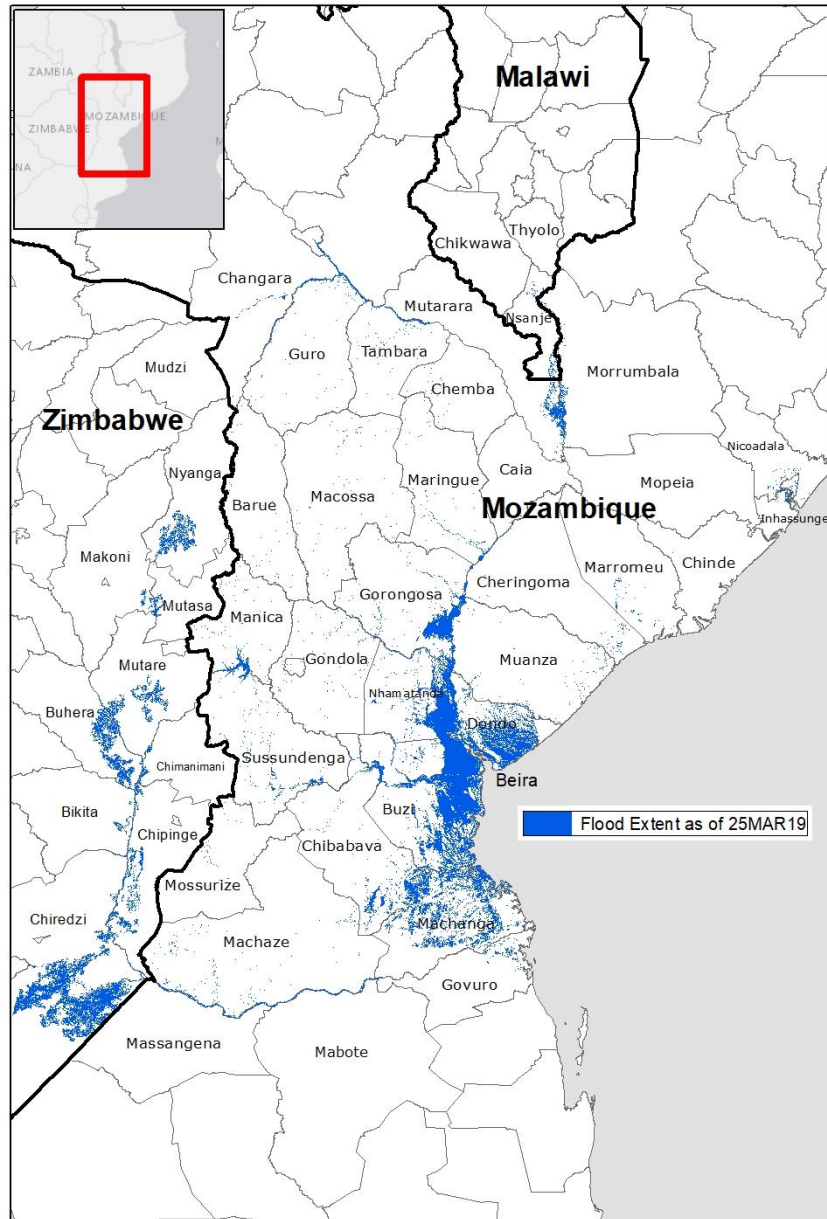 ZAMBIA
MOZAMBIQUE
ZIMBABWE
NA
M
Malawi
Thyolo
Chikwawa
Changara
Mutarara
Nsanje
Guro
Tambara
Mudzi
Chemba
Morrumbala
Zimbabwe
Nicoadala
Nyanga
Caia
Maringue
Mopeia
Barue
Macossa
Mozambique
Inhassunge
Makoni
Chinde
Marromeu
Cheringoma
Gorongosa
Mutasa
Manica
Muanza
Gondola
Mutare
Nhamatanda
Buhera
Dondo
Sussundenga
Chimanimani
Beira
Bikita
Buzi
Flood Extent as of 25MAR19
Chipinge
Chibabava
Mossurize
Chiredzi
Machanga
Machaze
Govuro
Massangena
Mabote